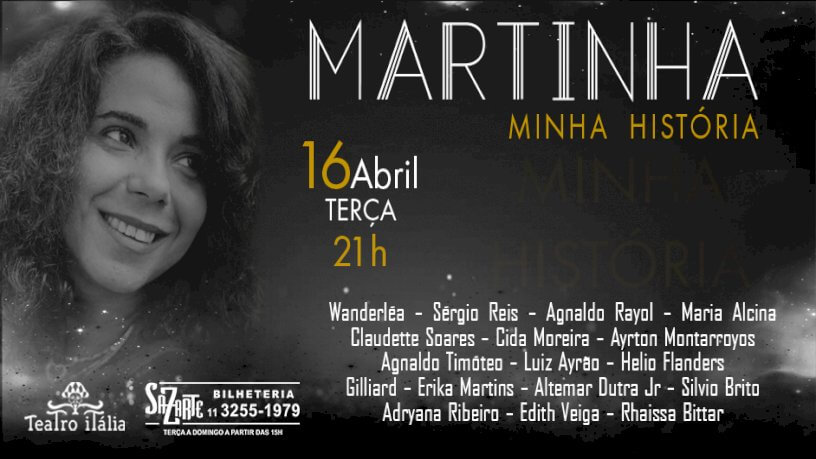 MARTINHA
MINHA HISTÓRIA
MINHA
HISTÓRIA
16 Abril
TERÇA
21h
Wanderléa - Sérgio Reis - Agnaldo Rayol - Maria Alcina
Claudette Soares - Cida Moreira - Ayrton Montarroyos
Agnaldo Timóteo - Luiz Ayrão - Helio Flanders
Gilliard - Erika Martins - Altemar Dutra Jr - Silvio Brito
Adryana Ribeiro - Edith Veiga - Rhaissa Bittar
Teatro iTália
SAZARTE
BILHETERIA
11 3255-1979
TERÇA A DOMINGO A PARTIR DAS 15H